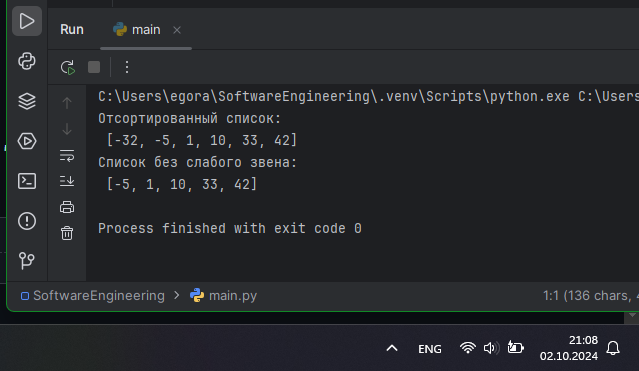 Run main
C:\Users\egora\SoftwareEngineering\.venv\Scripts\python.exe C:\Users
Отсортированный список:
[-32, -5, 1, 10, 33, 42]
Список без слабого звена:
[-5, 1, 10, 33, 42]
Process finished with exit code 0
SoftwareEngineering > main.py 1:1 (136 chars,
ENG 21:08
02.10.2024